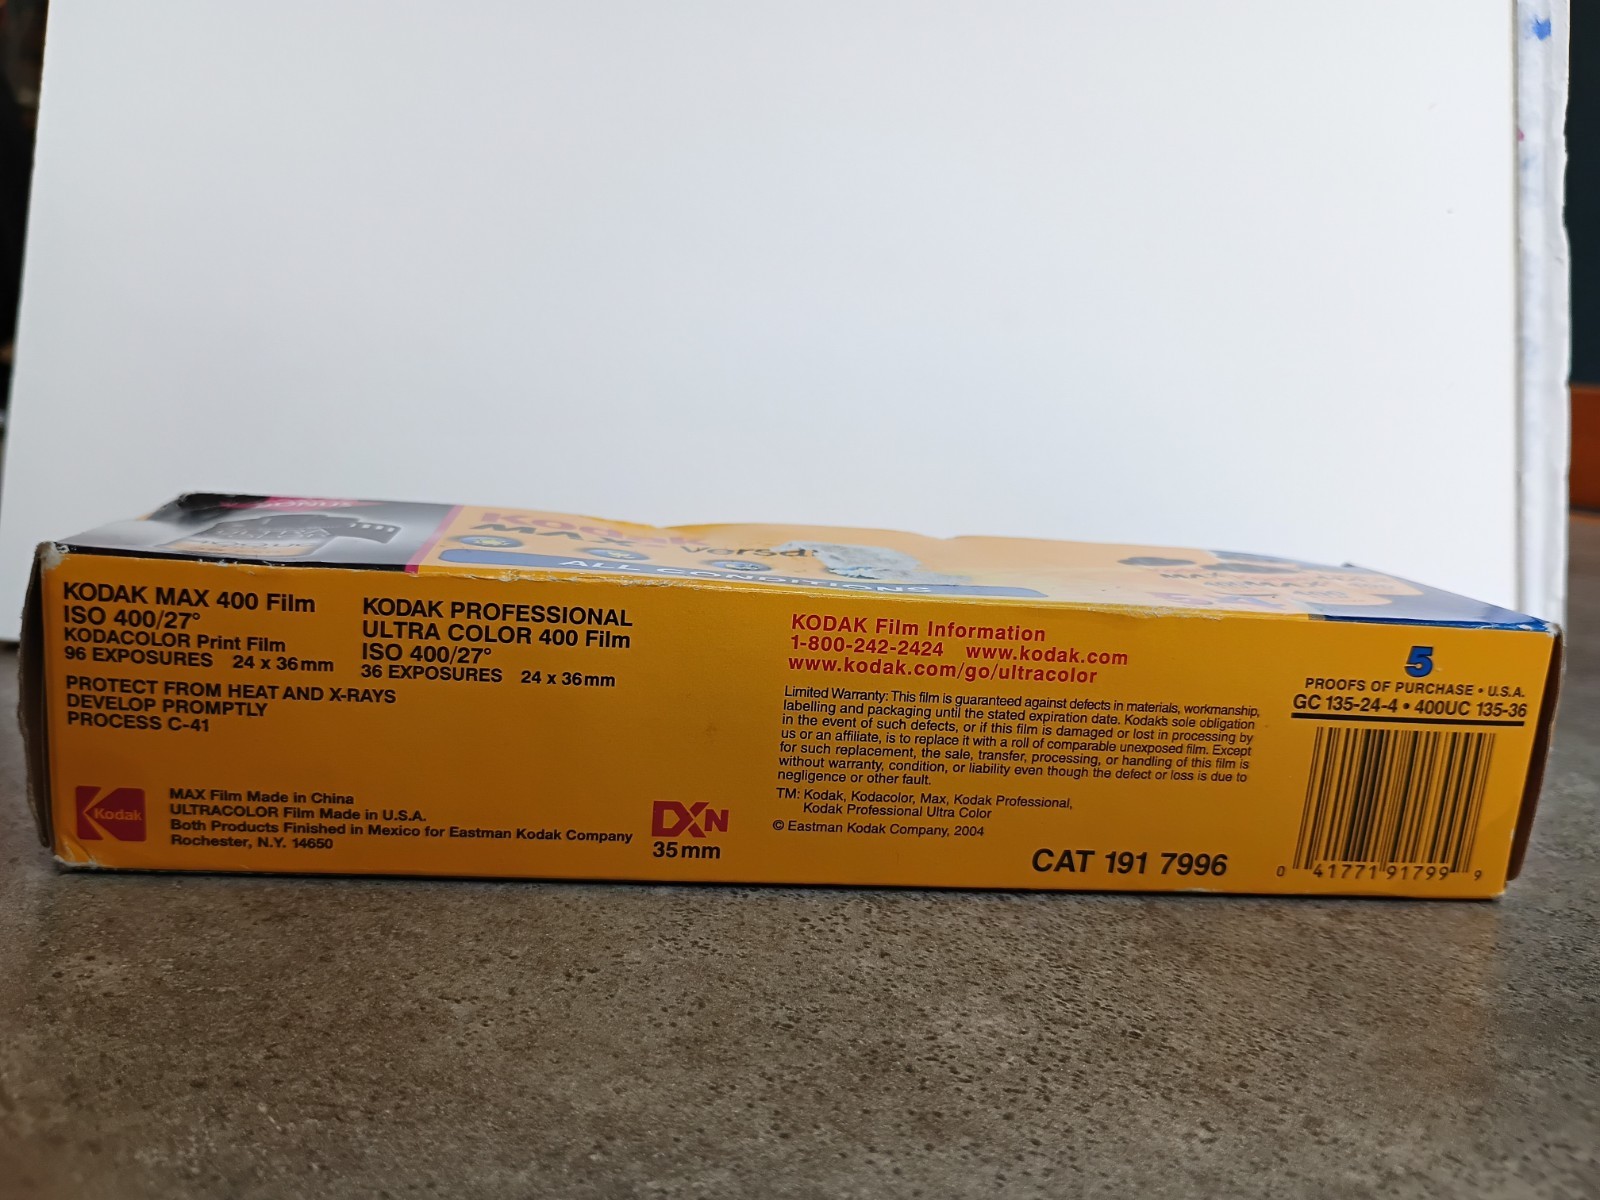 BONUS
Kodak
MAX versa
ALL CONDITIONS
KODAK MAX 400 Film
ISO 400/27°
KODACOLOR Print Film
96 EXPOSURES 24 x 36mm
PROTECT FROM HEAT AND X-RAYS
DEVELOP PROMPTLY
PROCESS C-41
KODAK PROFESSIONAL
ULTRA COLOR 400 Film
ISO 400/27°
36 EXPOSURES 24 x 36mm
Kodak
MAX Film Made in China
ULTRACOLOR Film Made in U.S.A.
Both Products Finished in Mexico for Eastman Kodak Company
Rochester, N.Y. 14650
DXN
35mm
KODAK Film Information
1-800-242-2424 www.kodak.com
www.kodak.com/go/ultracolor
Limited Warranty: This film is guaranteed against defects in materials, workmanship,
labelling and packaging until the stated expiration date. Kodak's sole obligation
in the event of such defects, or if this film is damaged or lost in processing by
us or an affiliate, is to replace it with a roll of comparable unexposed film. Except
for such replacement, the sale, transfer, processing, or handling of this film is
without warranty, condition, or liability even though the defect or loss is due to
negligence or other fault.
TM: Kodak, Kodacolor, Max, Kodak Professional,
Kodak Professional Ultra Color
© Eastman Kodak Company, 2004
CAT 191 7996
5
PROOFS OF PURCHASE • U.S.A.
GC 135-24-4 • 400UC 135-36
0 41771 91799 9